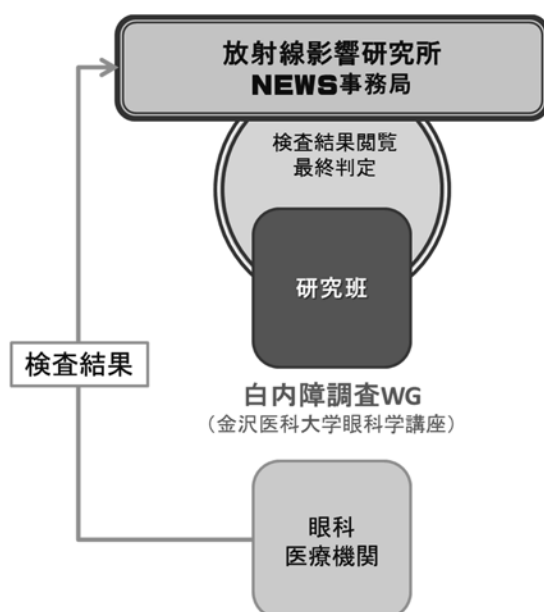 放射線影響研究所
NEWS事務局
検査結果閲覧
最終判定
研究班
検査結果
白内障調査WG
（金沢医科大学眼科学講座）
眼科
医療機関